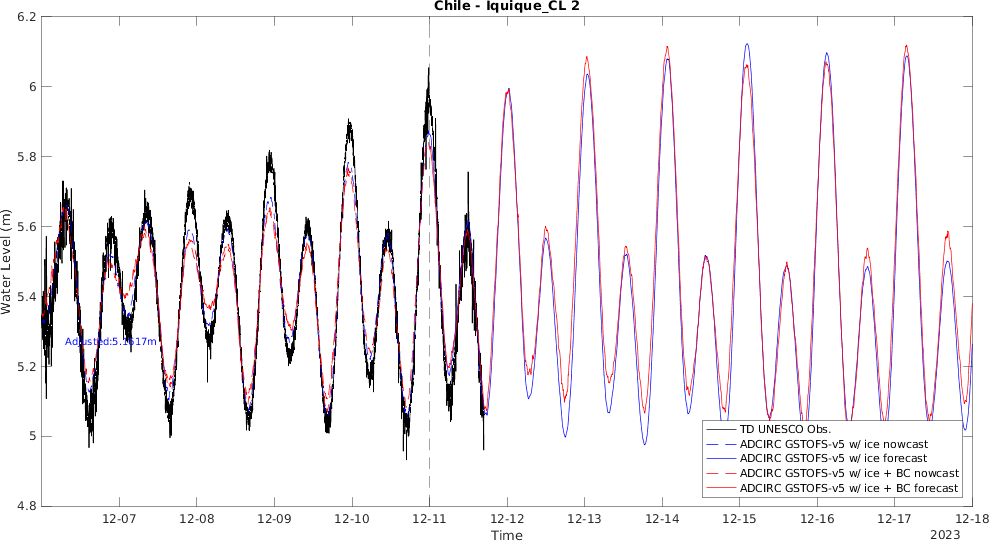 Chile - Iquique_CL 2
6.2
6
5.8
5.6
5.4
5.2
5
4.8
Water Level (m)
Adjusted:5.1617m
TD UNESCO Obs.
ADCIRC GSTOFS-v5 w/ ice nowcast
ADCIRC GSTOFS-v5 w/ ice forecast
ADCIRC GSTOFS-v5 w/ ice + BC nowcast
ADCIRC GSTOFS-v5 w/ ice + BC forecast
12-07 12-08 12-09 12-10 12-11 12-12 12-13 12-14 12-15 12-16 12-17 12-18
Time
2023